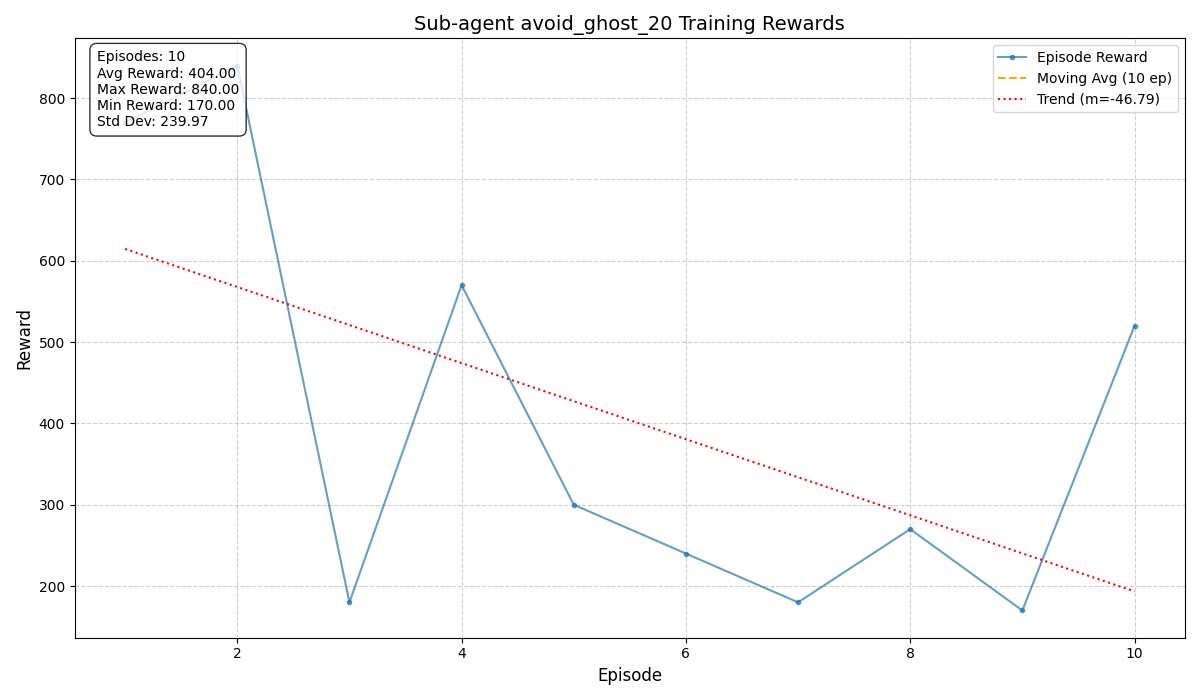 Sub-agent avoid_ghost_20 Training Rewards
Episodes: 10
Avg Reward: 404.00
Max Reward: 840.00
Min Reward: 170.00
Std Dev: 239.97
Episode Reward
Moving Avg (10 ep)
Trend (m=-46.79)
Reward
800
700
600
500
400
300
200
2
4
6
8
10
Episode